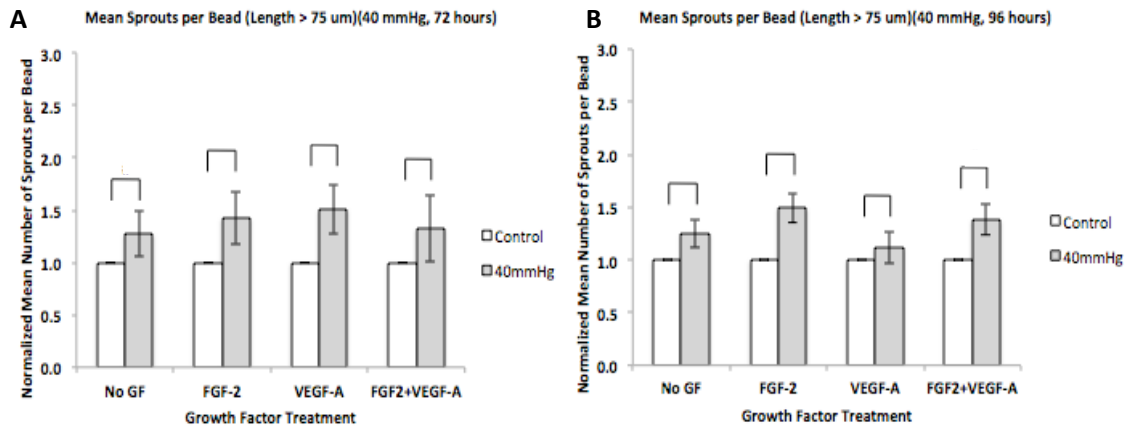 A
Mean Sprouts per Bead (Length > 75 um)(40 mmHg, 72 hours)
Normalized Mean Number of Sprouts per Bead
3.0
2.5
2.0
1.5
1.0
0.5
0.0
No GF
FGF-2
VEGF-A
FGF2+VEGF-A
Growth Factor Treatment
Control
40mmHg
B
Mean Sprouts per Bead (Length > 75 um)(40 mmHg, 96 hours)
Normalized Mean Number of Sprouts per Bead
3.0
2.5
2.0
1.5
1.0
0.5
0.0
No GF
FGF-2
VEGF-A
FGF2+VEGF-A
Growth Factor Treatment
Control
40mmHg